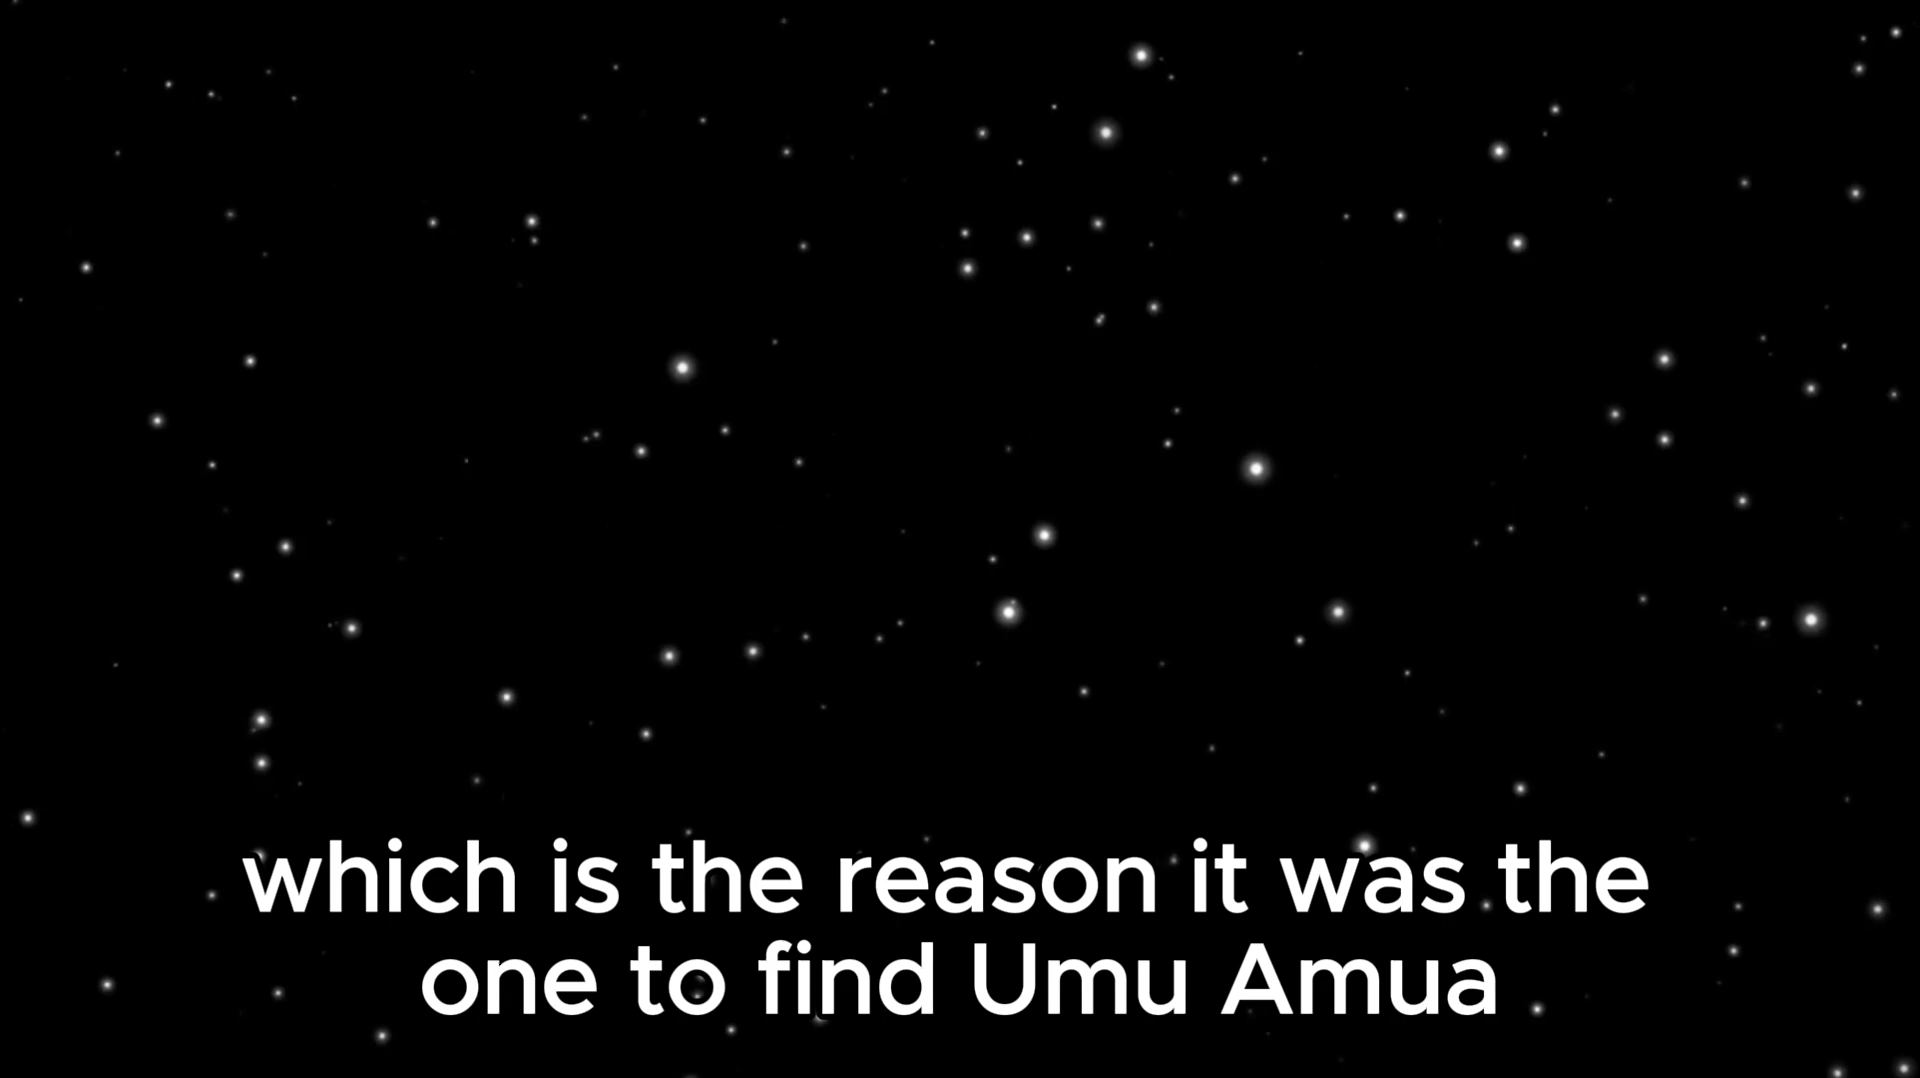 which is the reason it was the
one to find Umu Amua